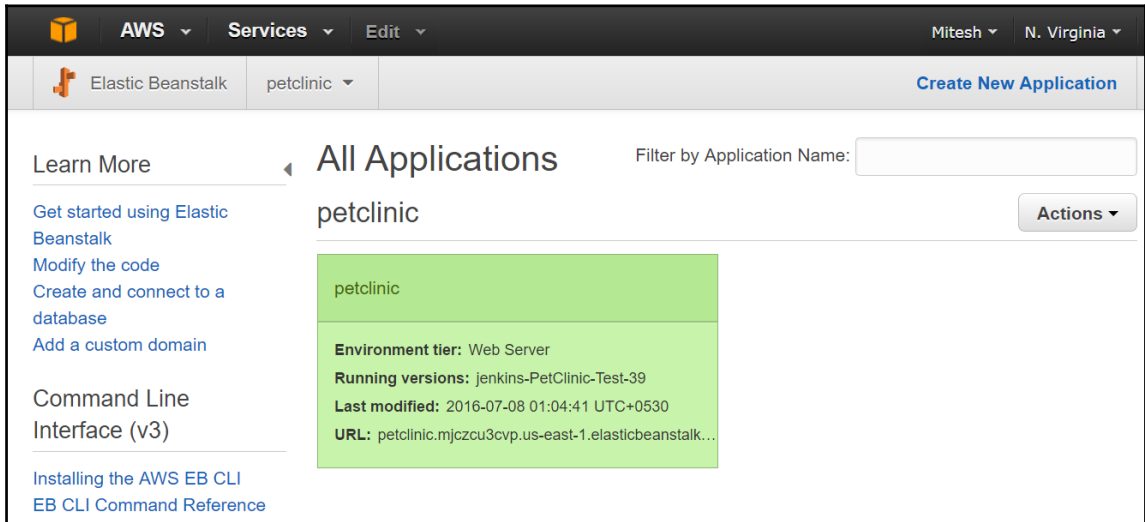 AWS Services Edit Mitesh N. Virginia
Elastic Beanstalk petclinic Create New Application
Learn More
Get started using Elastic
Beanstalk
Modify the code
Create and connect to a
database
Add a custom domain
Command Line
Interface (v3)
Installing the AWS EB CLI
EB CLI Command Reference
All Applications Filter by Application Name:
petclinic Actions
petclinic
Environment tier: Web Server
Running versions: jenkins-PetClinic-Test-39
Last modified: 2016-07-08 01:04:41 UTC+0530
URL: petclinic.mjczcu3cvp.us-east-1.elasticbeanstalk...